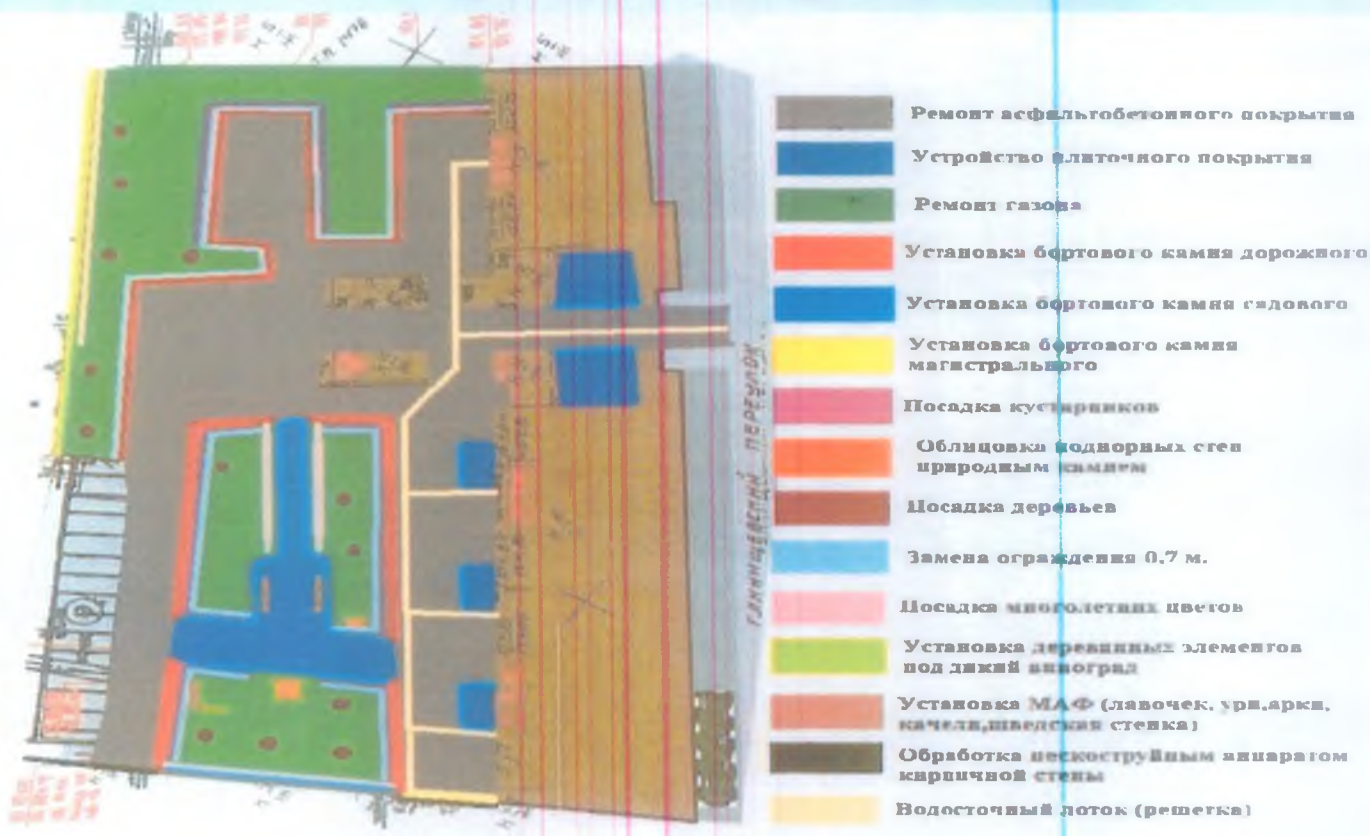 Ремонт асфальтобетонного покрытия
Устройство плиточного покрытия
Ремонт газона
Установка бортового камня дорожного
Установка бортового камня садового
Установка бортового камня
магистрального
Посадка кустарников
Облицовка подпорных стен
природным камнем
Посадка деревьев
Замена ограждения 0,7 м.
Посадка многолетних цветов
Установка деревянных элементов
под дикий виноград
Установка МАФ (лавочек, урн,арки,
качели,шведская стенка)
Обработка пескоструйным аппаратом
кирпичной стены
Водосточный лоток (решетка)
ГЛИНИЩЕВСКИЙ ПЕРЕУЛОК